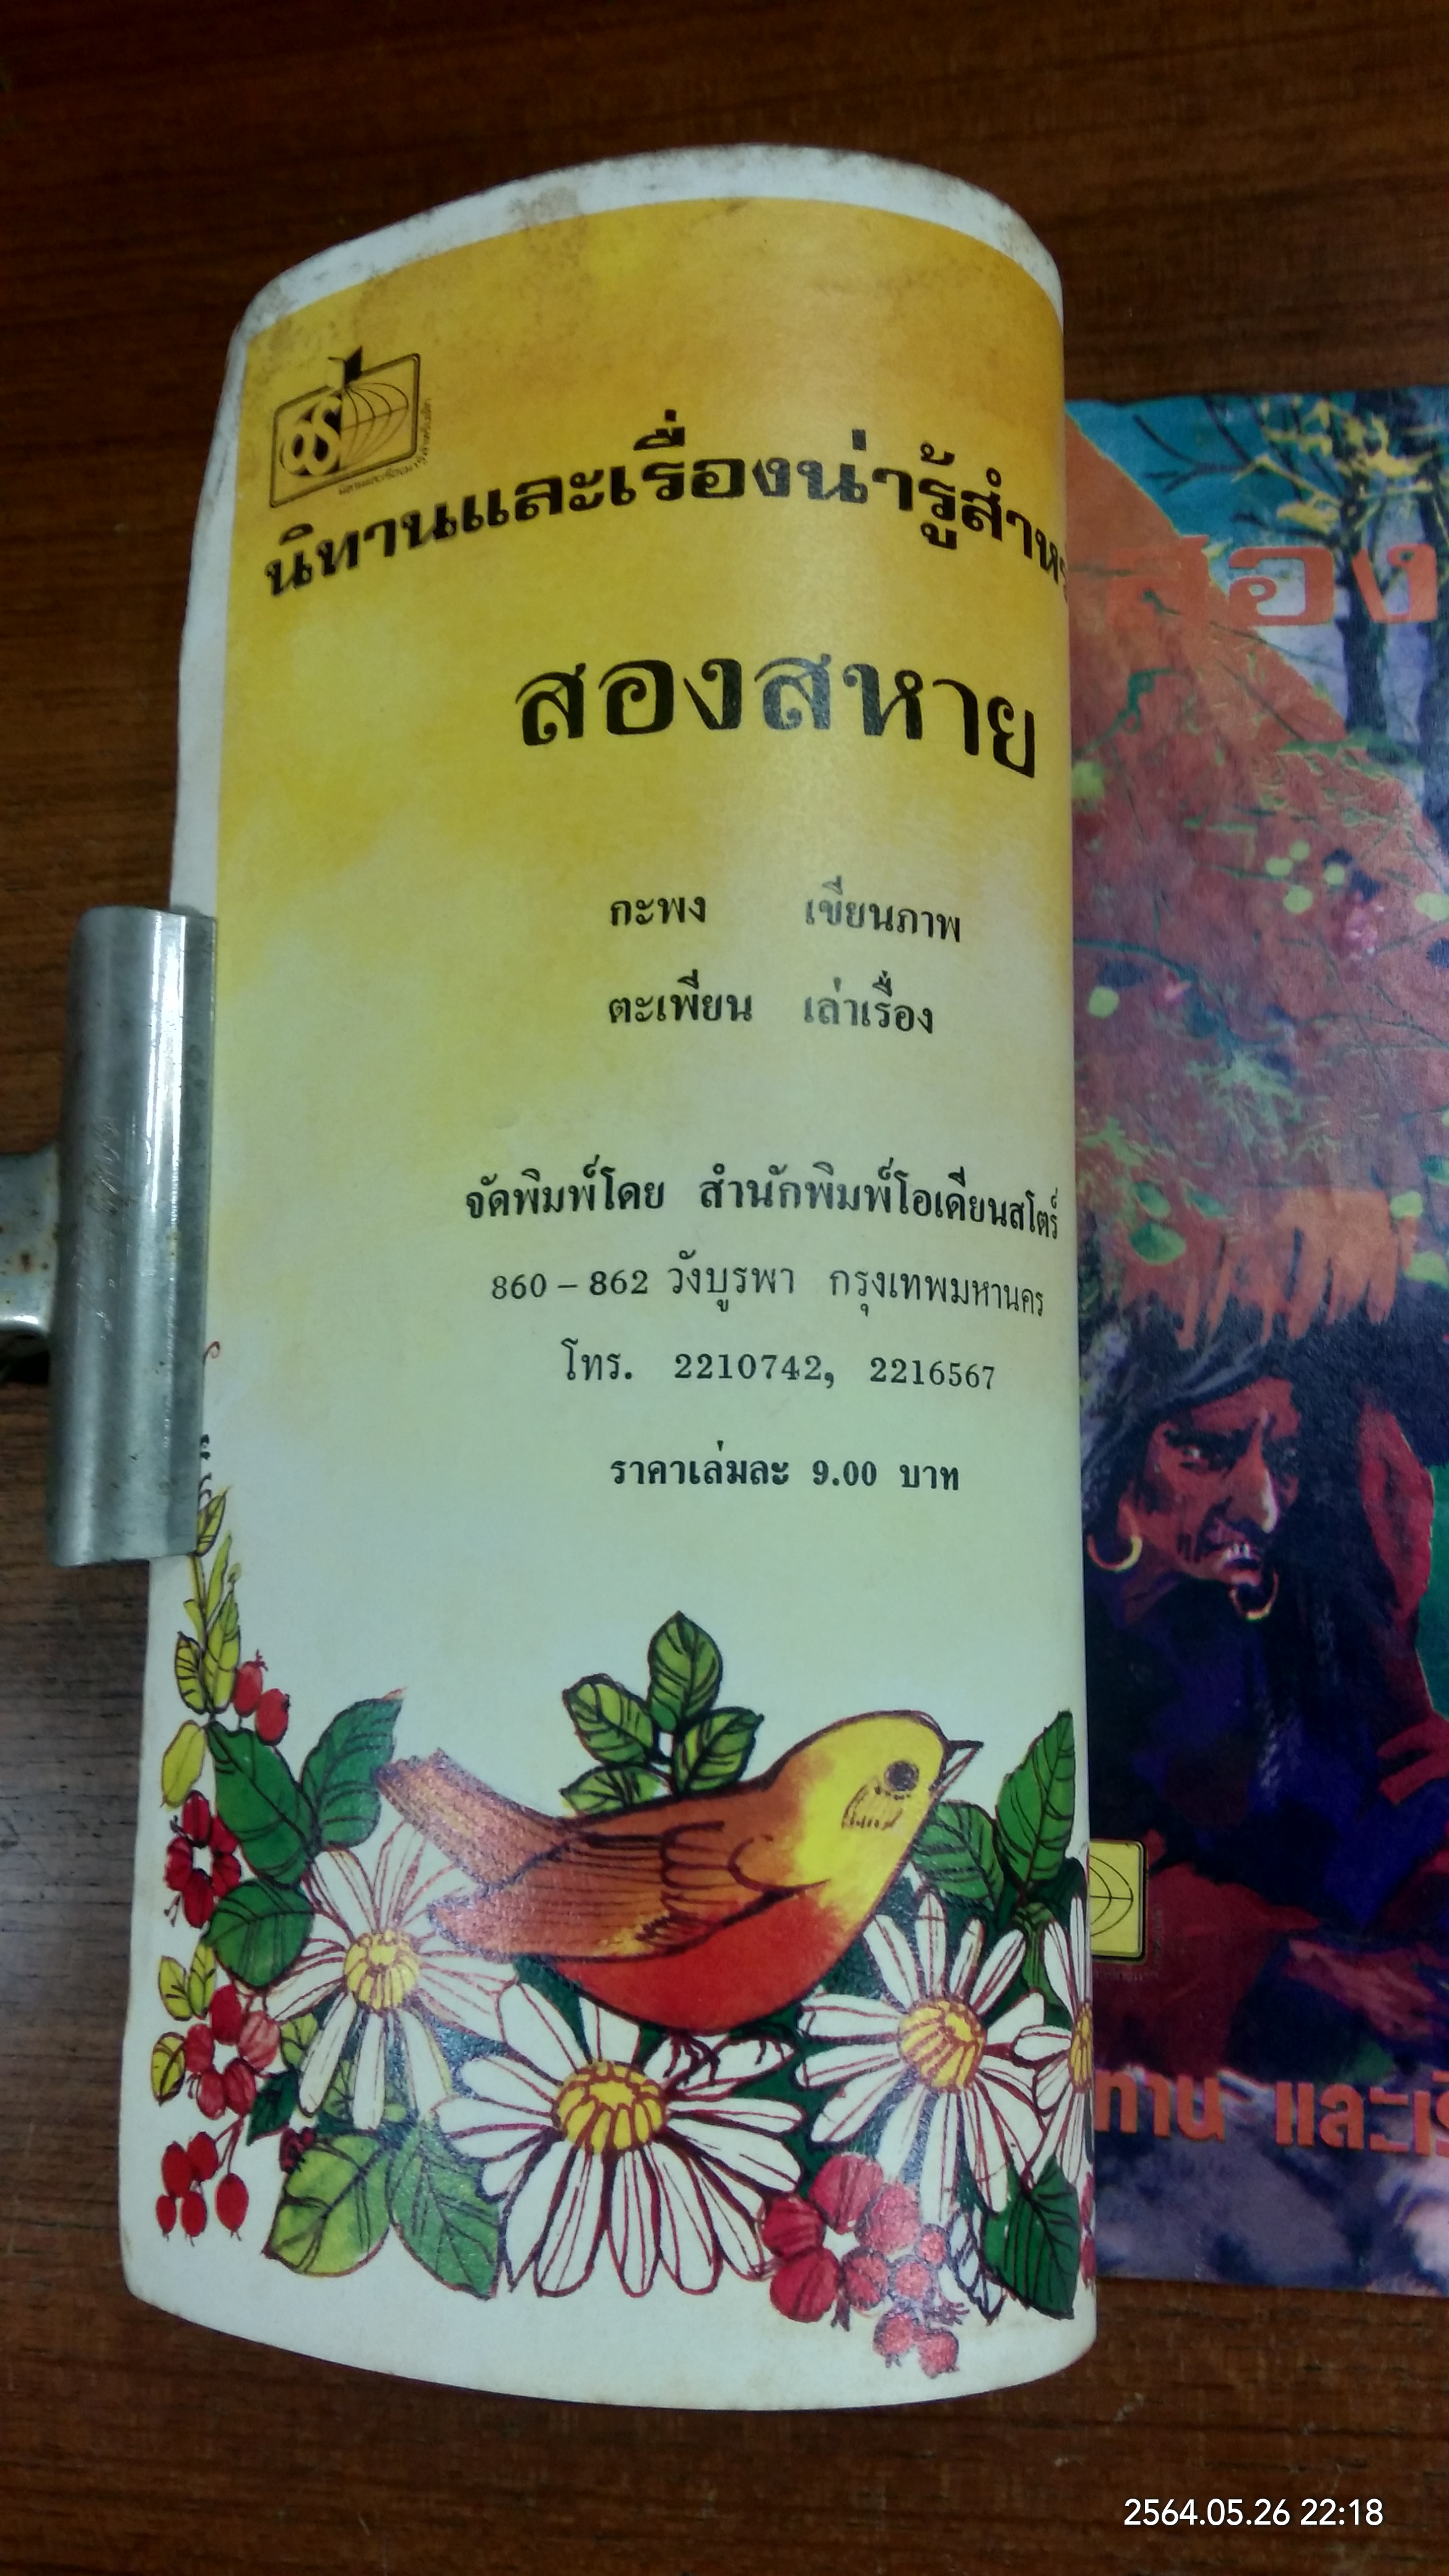 OS
นิทานและเรื่องน่ารู้สำหร
สองสหาย
กะพง เขียนภาพ
ตะเพียน เล่าเรื่อง
จัดพิมพ์โดย สำนักพิมพ์โอเดียนสโตร์
860 – 862 วังบูรพา กรุงเทพมหานคร
โทร. 2210742, 2216567
ราคาเล่มละ 9.00 บาท
สอง
ทาน และเรื
2564.05.26 22:18